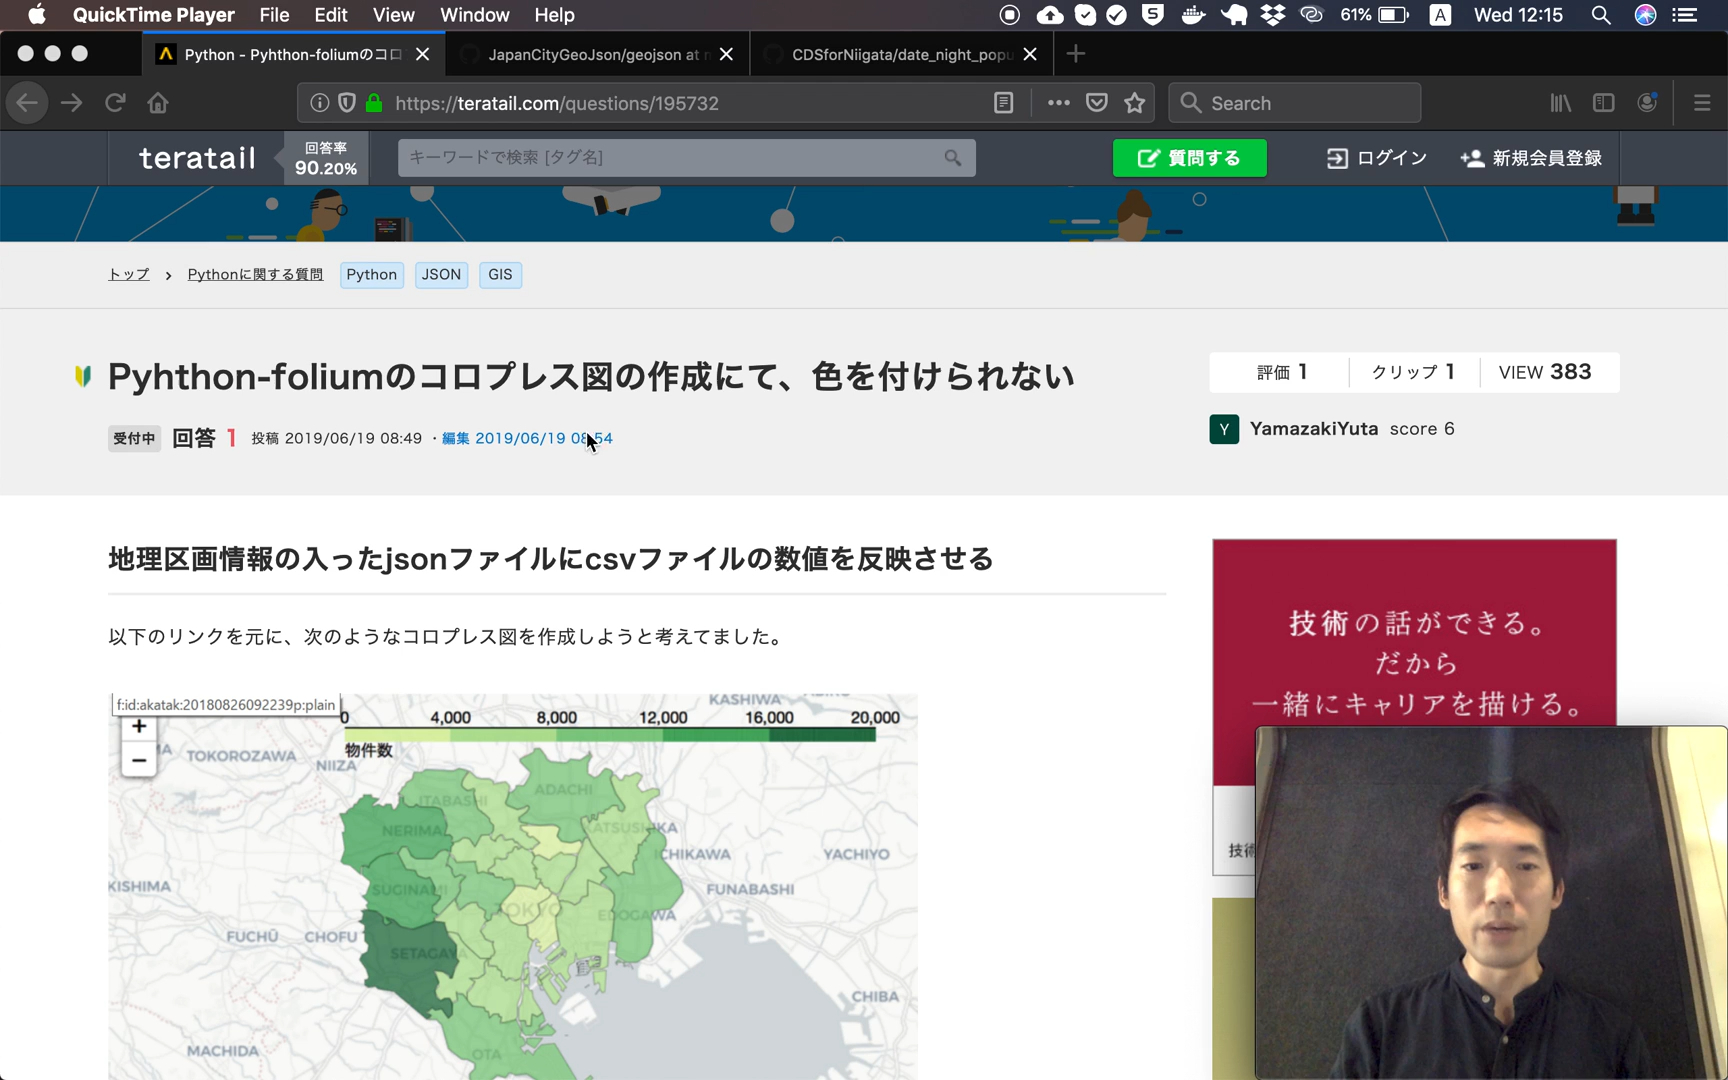 QuickTime Player File Edit View Window Help 61% A Wed 12:15
Python - Pyhthon-foliumのコロ
JapanCityGeoJson/geojson at
CDSforNiigata/date_night_popu
https://teratail.com/questions/195732
Search
teratail
回答率
90.20%
キーワードで検索 [タグ名]
質問する
ログイン
新規会員登録
トップ › Pythonに関する質問 Python JSON GIS
Pyhthon-foliumのコロプレス図の作成にて、色を付けられない
評価 1 クリップ 1 VIEW 383
受付中 回答 1 投稿 2019/06/19 08:49 ・編集 2019/06/19 08:54
Y YamazakiYuta score 6
地理区画情報の入ったjsonファイルにcsvファイルの数値を反映させる
以下のリンクを元に、次のようなコロプレス図を作成しようと考えてました。
技術の話ができる。
だから
一緒にキャリアを描ける。
技術
f:id:akatak:20180826092239p:plain
KASHIWA
0 4,000 8,000 12,000 16,000 20,000
物件数
+
−
TOKOROZAWA
NIIZA
ADACHI
ITABASHI
NERIMA
KATSUSHIKA
ICHIKAWA
YACHIYO
KISHIMA
SUGINAMI
FUNABASHI
TOKYO
EDOGAWA
FUCHŪ
CHOFU
SETAGAYA
CHIBA
MACHIDA
OTA